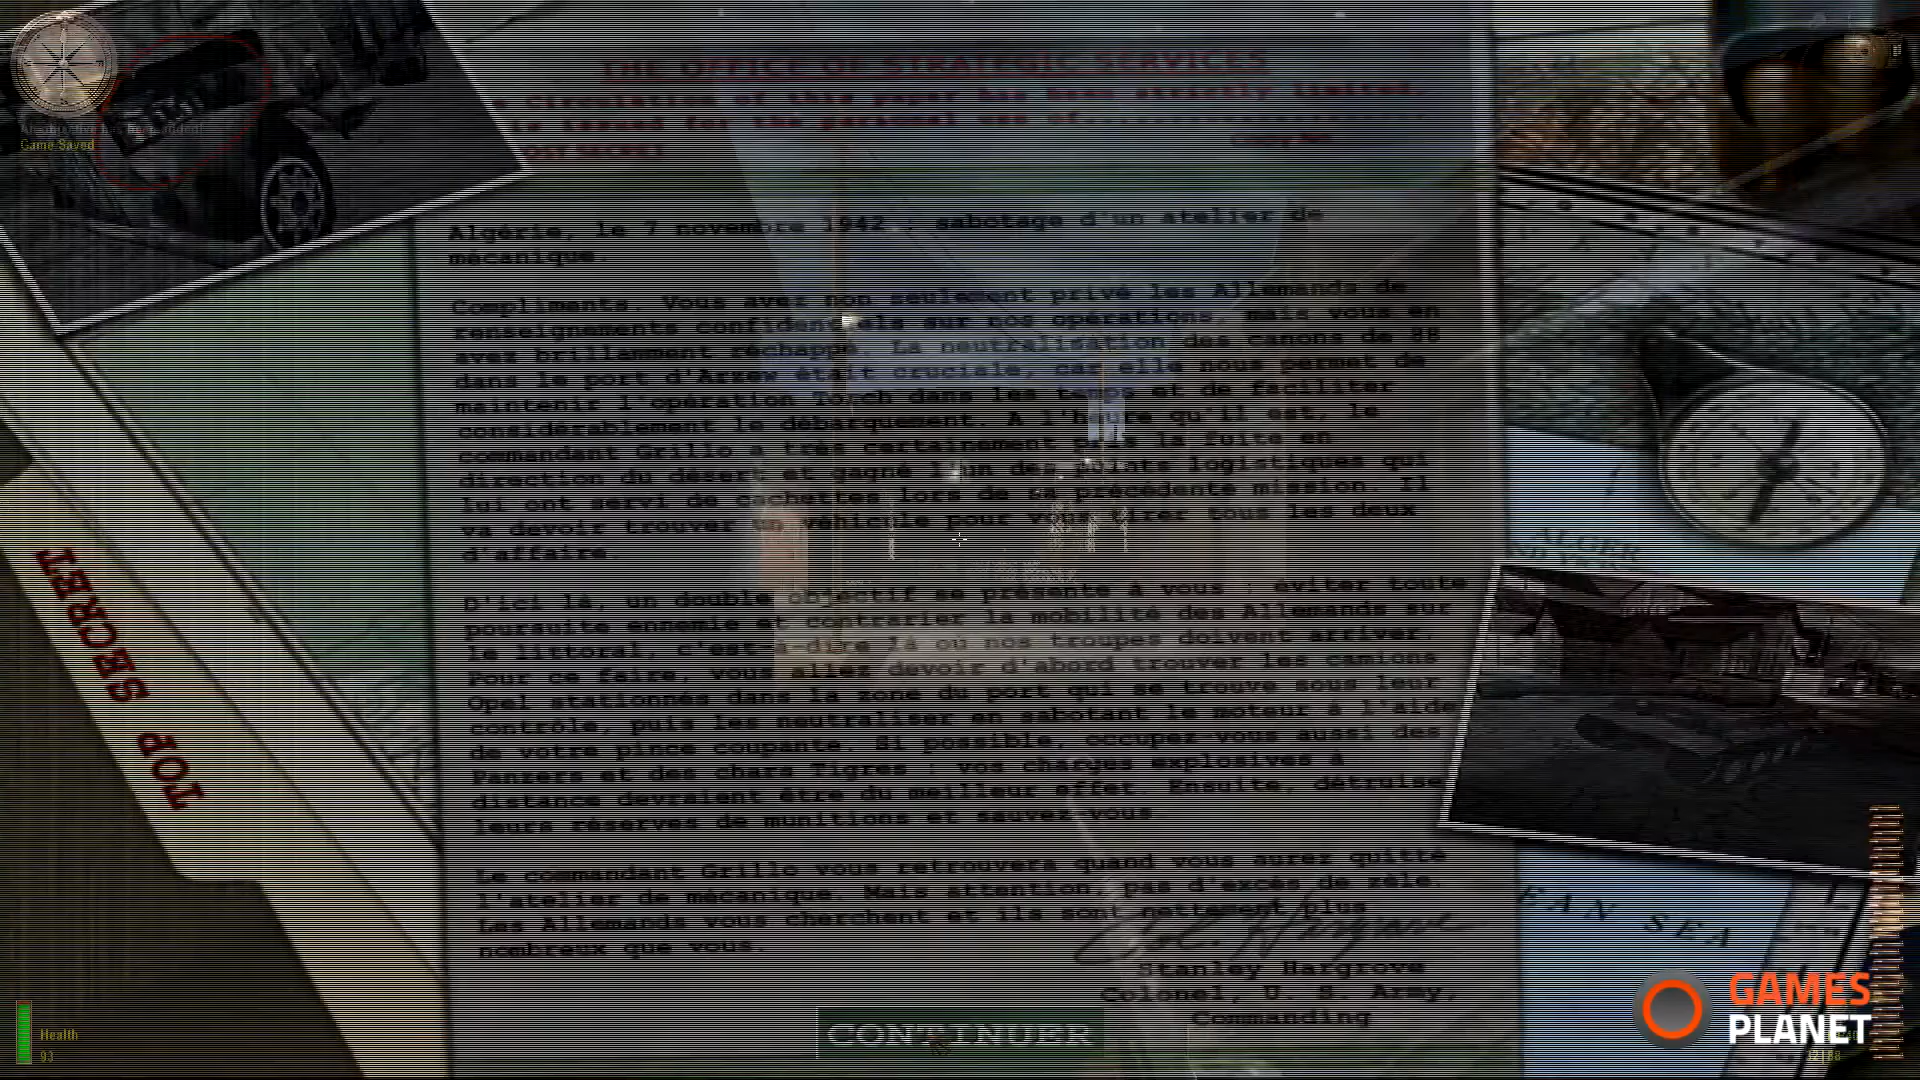 THE OFFICE OF STRATEGIC SERVICES
e Circulation of this paper has been strictly limited.
is issued for the personal use of
OST SECRET
Game Saved
Algérie, le 7 novembre 1942 : sabotage d'un atelier de
mécanique.
Compliments. Vous avez non seulement privé les Allemands de
renseignements confidentiels sur nos opérations, mais vous en
avez brillamment réchappé. La neutralisation des canons de 88
dans le port d'Arzew était cruciale, car elle nous permet de
maintenir l'opération Torch dans les temps et de faciliter
considérablement le débarquement. A l'heure qu'il est, le
commandant Grillo a très certainement pris la fuite en
direction du désert et gagné l'un des points logistiques qui
lui ont servi de cachettes lors de sa précédente mission. Il
va devoir trouver un véhicule pour vous tirer tous les deux
d'affaire.
D'ici là, un double objectif se présente à vous : éviter toute
poursuite ennemie et contrarier la mobilité des Allemands sur
le littoral, c'est-à-dire là où nos troupes doivent arriver.
Pour ce faire, vous allez devoir d'abord trouver les camions
Opel stationnés dans la zone du port qui se trouve sous leur
contrôle, puis les neutraliser en sabotant le moteur à l'aide
de votre pince coupante. Si possible, occupez-vous aussi des
Panzers et des chars Tigres : vos charges explosives à
distance devraient être du meilleur effet. Ensuite, détruise
leurs réserves de munitions et sauvez-vous
Le commandant Grillo vous retrouvera quand vous aurez quitté
l'atelier de mécanique. Mais attention, pas d'excès de zèle.
Les Allemands vous cherchent et ils sont nettement plus
nombreux que vous.
Col. Hargrove
Stanley Hargrove
Colonel, U. S. Army,
Commanding
TOP SECRET
ALGER
EAN SEA
CONTINUER
Health
93
GAMES
PLANET